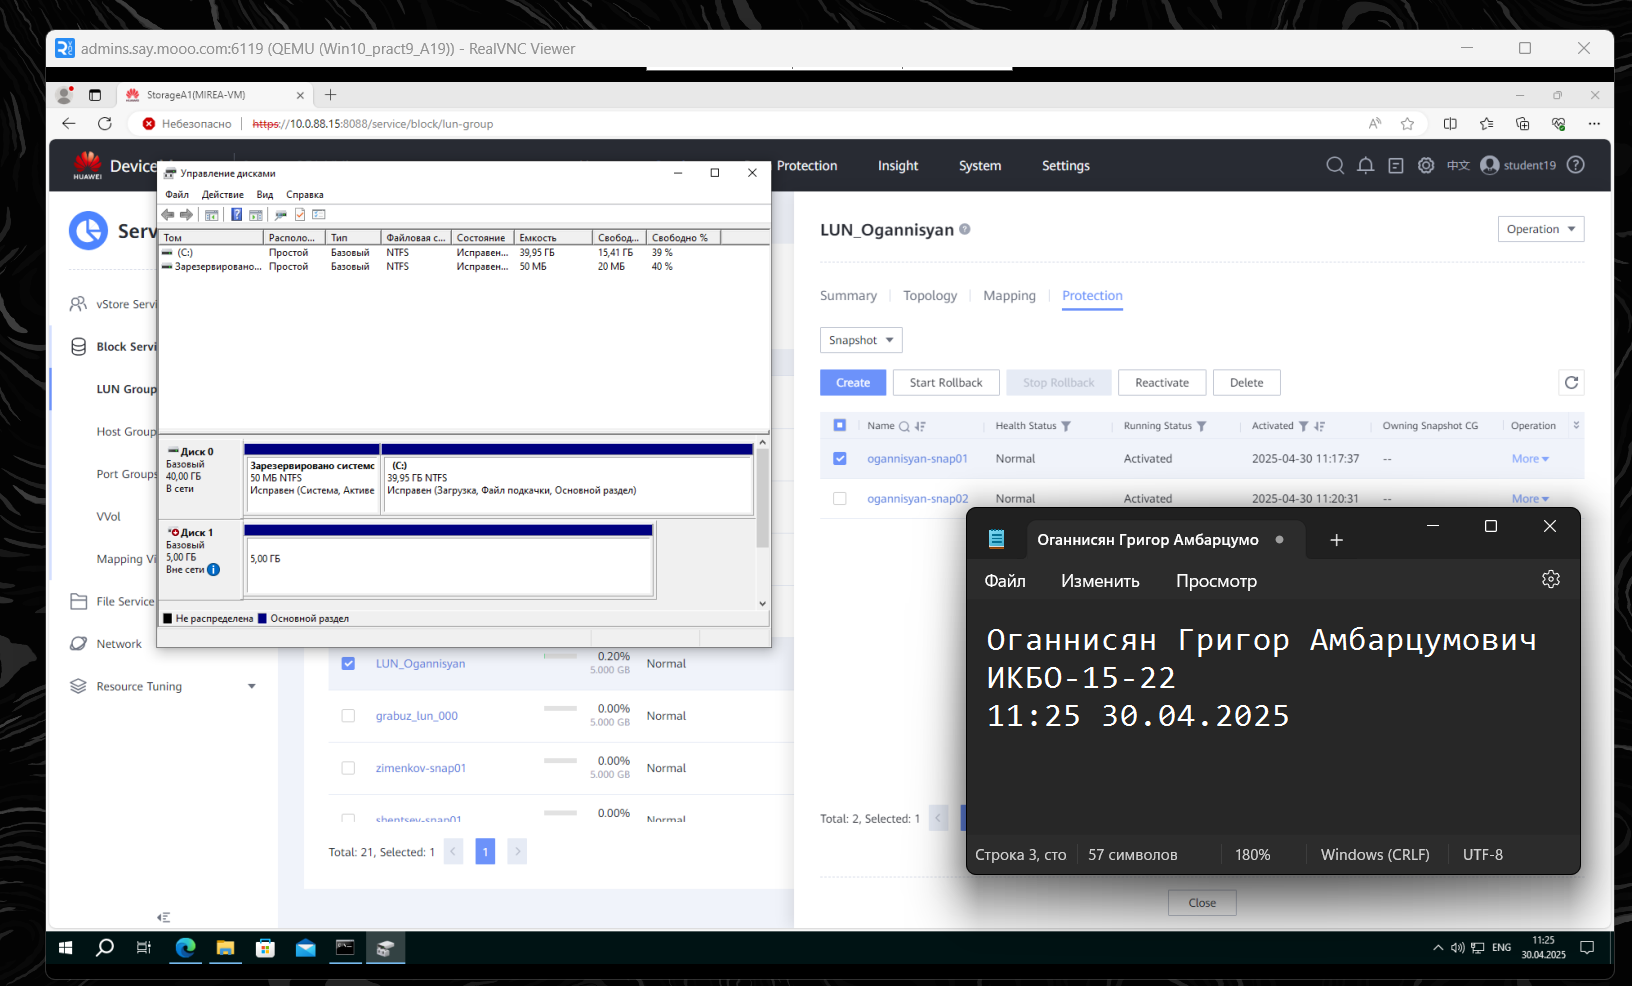 admins.say.mooo.com:6119 (QEMU (Win10_pract9_A19)) - RealVNC Viewer
StorageA1(MIREA-VM)
Небезопасно
https://10.0.88.15:8088/service/block/lun-group
HUAWEI
Device
Protection
Insight
System
Settings
中文
student19
Serv
vStore Servi
Block Servi
LUN Group
Host Group
Port Groups
VVol
Mapping Vi
File Service
Network
Resource Tuning
Управление дисками
Файл
Действие
Вид
Справка
Том
Располо...
Тип
Файловая с...
Состояние
Емкость
Свобод...
Свободно %
(C:)
Простой
Базовый
NTFS
Исправен...
39,95 ГБ
15,41 ГБ
39 %
Зарезервировано...
Простой
Базовый
NTFS
Исправен...
50 МБ
20 МБ
40 %
Диск 0
Базовый
40,00 ГБ
В сети
Зарезервировано системс
50 МБ NTFS
Исправен (Система, Активе
(C:)
39,95 ГБ NTFS
Исправен (Загрузка, Файл подкачки, Основной раздел)
Диск 1
Базовый
5,00 ГБ
Вне сети
5,00 ГБ
Не распределена
Основной раздел
LUN_Ogannisyan
0.20%
5.000 GB
Normal
grabuz_lun_000
0.00%
5.000 GB
Normal
zimenkov-snap01
0.00%
5.000 GB
Normal
shentsev-snap01
0.00%
Normal
Total: 21, Selected: 1
1
LUN_Ogannisyan
Operation
Summary
Topology
Mapping
Protection
Snapshot
Create
Start Rollback
Stop Rollback
Reactivate
Delete
Name
Health Status
Running Status
Activated
Owning Snapshot CG
Operation
ogannisyan-snap01
Normal
Activated
2025-04-30 11:17:37
--
More
ogannisyan-snap02
Normal
Activated
2025-04-30 11:20:31
--
More
Total: 2, Selected: 1
Close
Оганнисян Григор Амбарцумо
Файл
Изменить
Просмотр
Оганнисян Григор Амбарцумович
ИКБО-15-22
11:25 30.04.2025
Строка 3, сто
57 символов
180%
Windows (CRLF)
UTF-8
ENG
11:25
30.04.2025